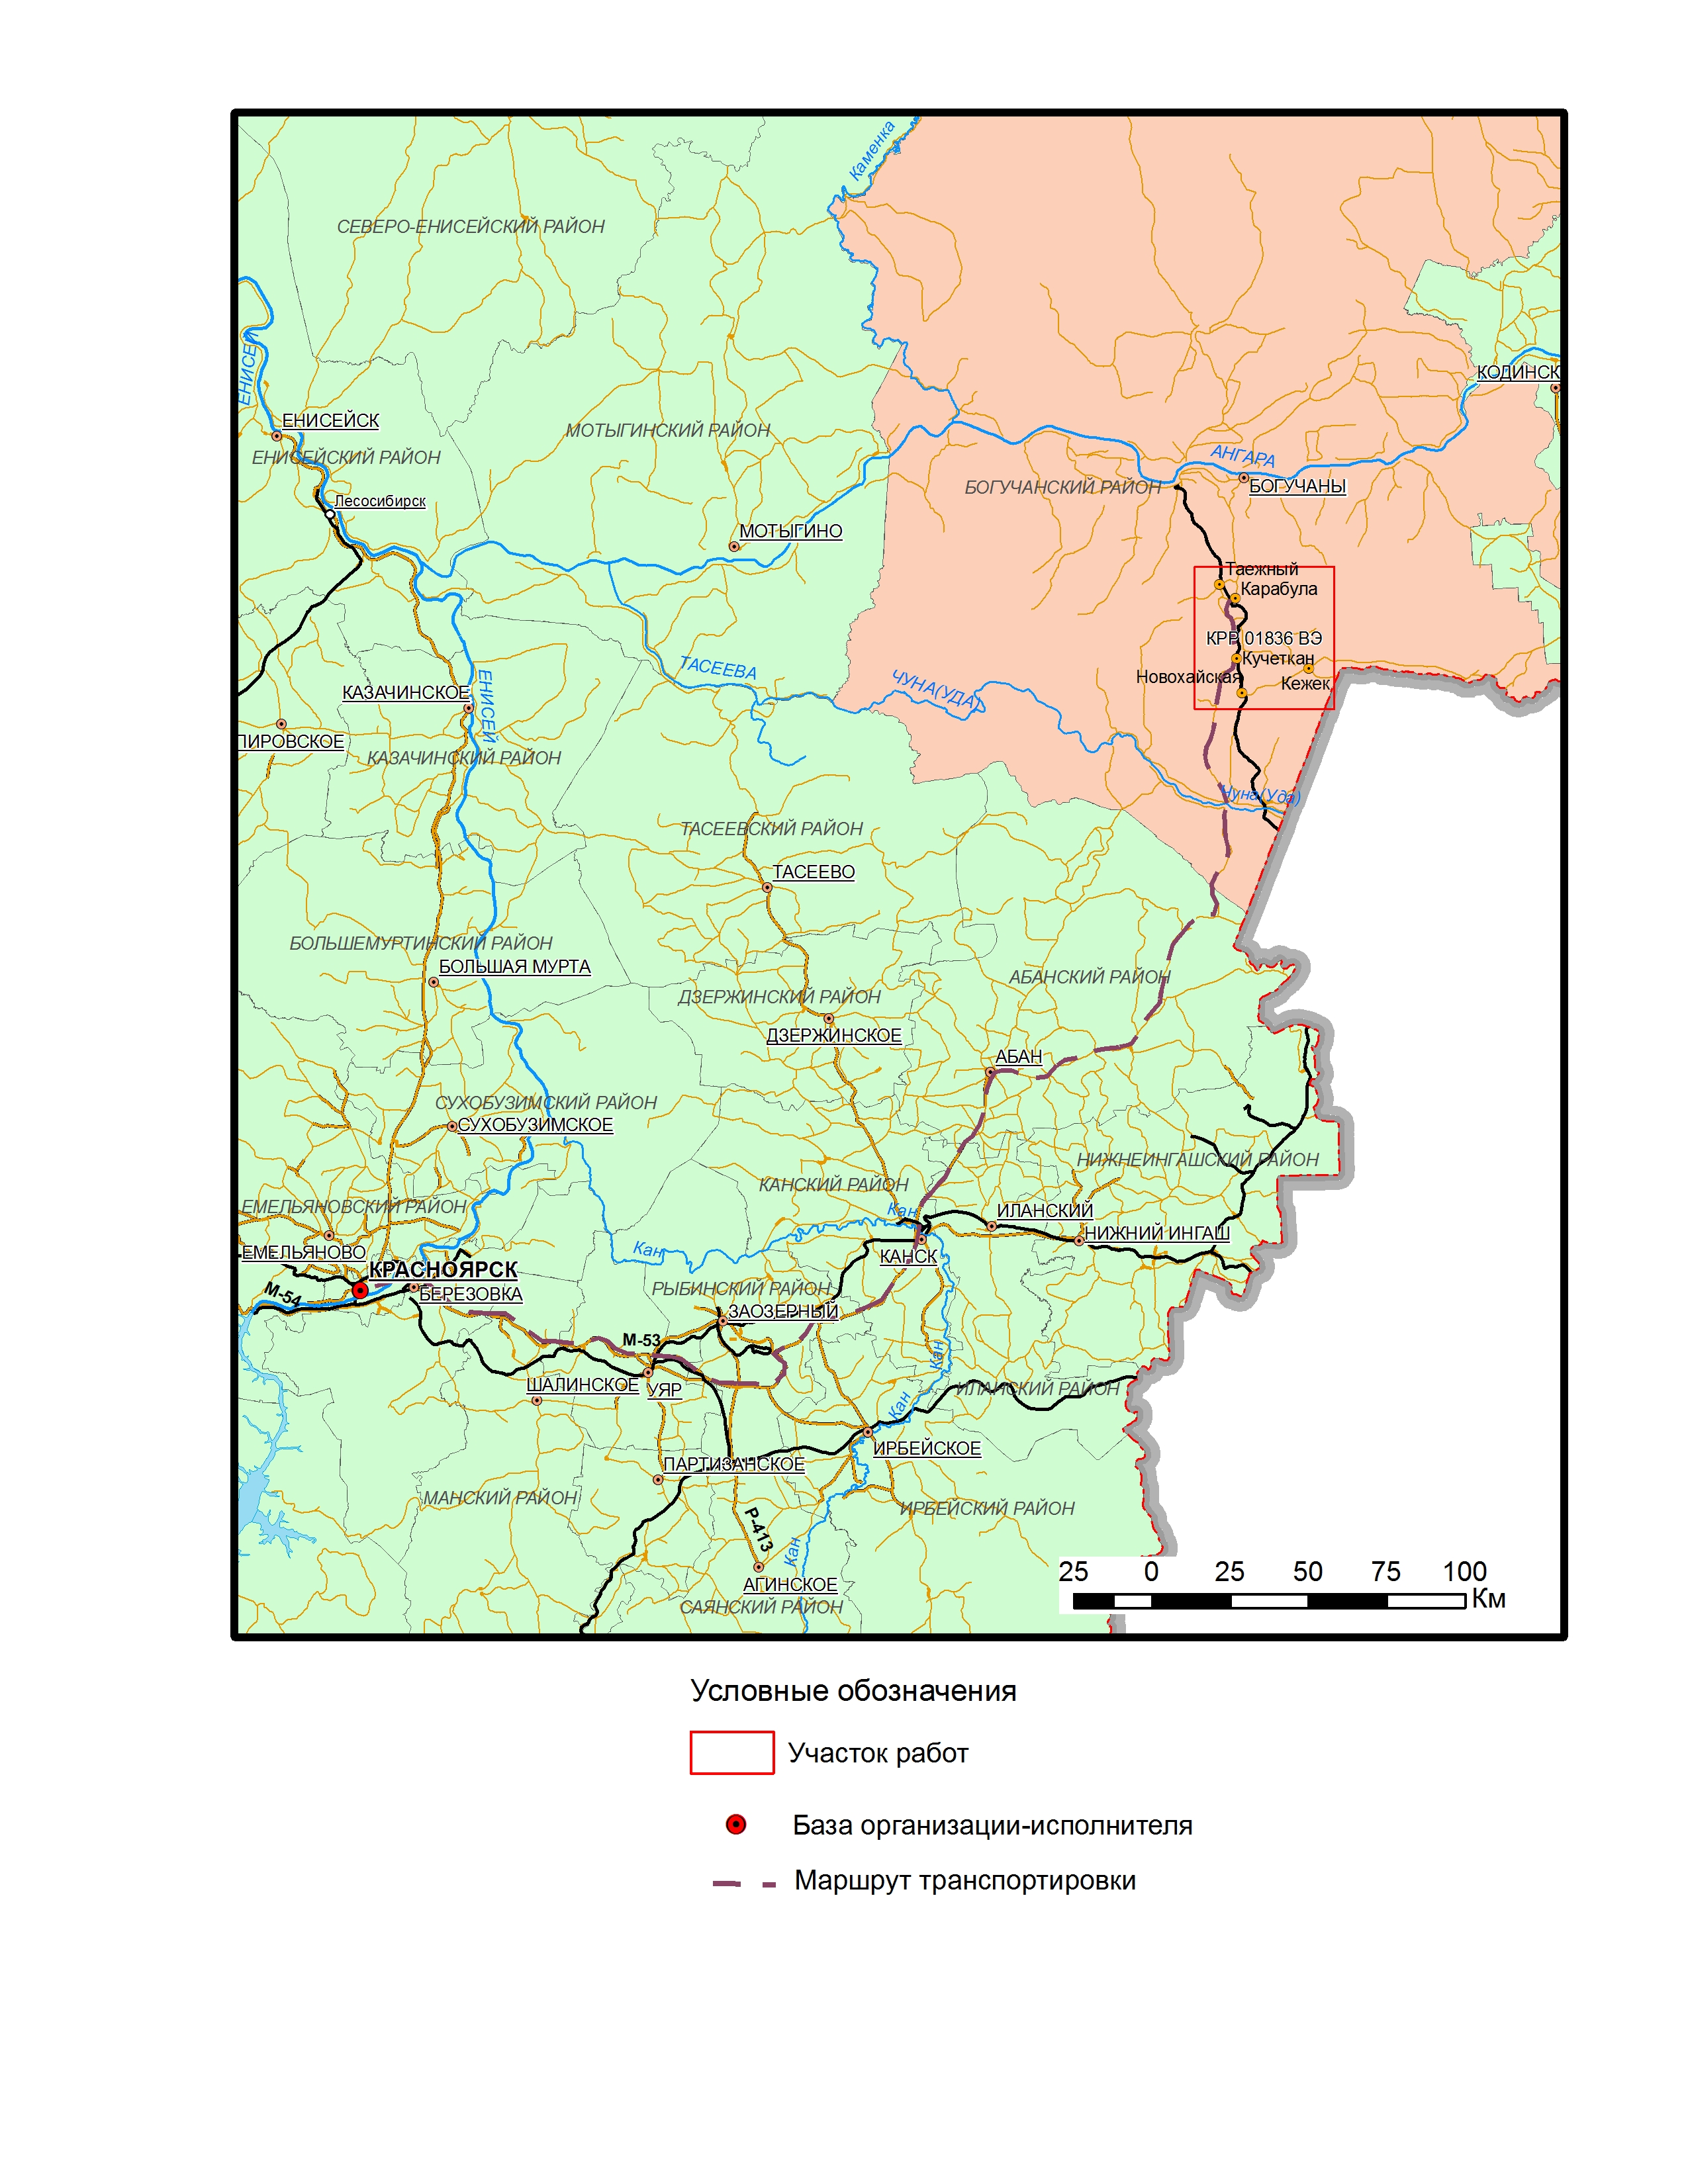 Каменка
СЕВЕРО-ЕНИСЕЙСКИЙ РАЙОН
ЕНИСЕЙ
КОДИНСК
ЕНИСЕЙСК
МОТЫГИНСКИЙ РАЙОН
ЕНИСЕЙСКИЙ РАЙОН
АНГАРА
БОГУЧАНСКИЙ РАЙОН
БОГУЧАНЫ
Лесосибирск
МОТЫГИНО
Таежный
Карабула
КРР 01836 ВЭ
Кучеткан
Новохайская
Кежек
ТАСЕЕВА
ЧУНА(УДА)
КАЗАЧИНСКОЕ
ЕНИСЕЙ
ПИРОВСКОЕ
КАЗАЧИНСКИЙ РАЙОН
Чуна(Уда)
ТАСЕЕВСКИЙ РАЙОН
ТАСЕЕВО
БОЛЬШЕМУРТИНСКИЙ РАЙОН
БОЛЬШАЯ МУРТА
АБАНСКИЙ РАЙОН
ДЗЕРЖИНСКИЙ РАЙОН
ДЗЕРЖИНСКОЕ
АБАН
СУХОБУЗИМСКИЙ РАЙОН
СУХОБУЗИМСКОЕ
НИЖНЕИНГАШСКИЙ РАЙОН
КАНСКИЙ РАЙОН
ЕМЕЛЬЯНОВСКИЙ РАЙОН
Кан
ИЛАНСКИЙ
НИЖНИЙ ИНГАШ
ЕМЕЛЬЯНОВО
Кан
КАНСК
КРАСНОЯРСК
М-54
БЕРЕЗОВКА
РЫБИНСКИЙ РАЙОН
ЗАОЗЕРНЫЙ
М-53
Кан
ШАЛИНСКОЕ
УЯР
ИЛАНСКИЙ РАЙОН
Кан
ИРБЕЙСКОЕ
ПАРТИЗАНСКОЕ
МАНСКИЙ РАЙОН
ИРБЕЙСКИЙ РАЙОН
Р-413
Кан
АГИНСКОЕ
САЯНСКИЙ РАЙОН
25 0 25 50 75 100
Км
Условные обозначения
Участок работ
База организации-исполнителя
Маршрут транспортировки